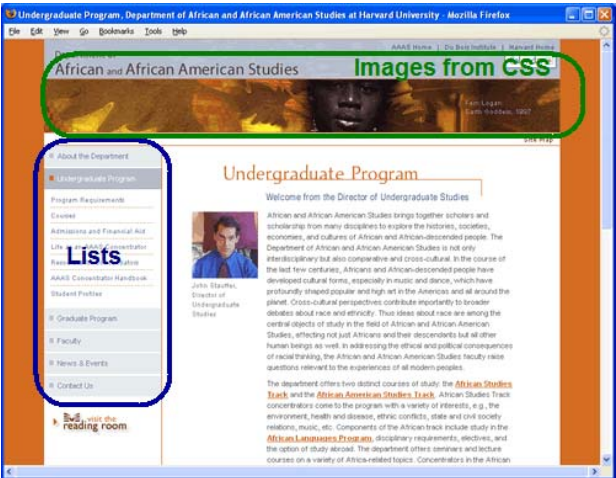 Undergraduate Program, Department of African and African American Studies at Harvard University - Mozilla Firefox
File Edit View Go Bookmarks Tools Help
AAAS Home | Du Bois Institute | Harvard Home
Department of
African and African American Studies
Images from CSS
Fern Logan
Earth Goddess, 1997
Site Map
About the Department
Undergraduate Program
Program Requirements
Courses
Admissions and Financial Aid
Life as an AAAS Concentrator
Lists
AAAS Concentrator Handbook
Student Profiles
Graduate Program
Faculty
News & Events
Contact Us
visit the
reading room
Undergraduate Program
Welcome from the Director of Undergraduate Studies
John Stauffer,
Director of
Undergraduate
Studies
African and African American Studies brings together scholars and
scholarship from many disciplines to explore the histories, societies,
economies, and cultures of African and African-descended people. The
Department of African and African American Studies is not only
interdisciplinary but also comparative and cross-cultural. In the course of
the last few centuries, Africans and African-descended people have
developed cultural forms, especially in music and dance, which have
profoundly shaped popular and high art in the Americas and all around the
planet. Cross-cultural perspectives contribute importantly to broader
debates about race and ethnicity. Thus ideas about race are among the
central objects of study in the field of African and African American
Studies, affecting not just Africans and their descendants but all other
human beings as well. In addressing the ethical and political consequences
of racial thinking, the African and African American Studies faculty raise
questions relevant to the experiences of all modern peoples.
The department offers two distinct courses of study: the African Studies
Track and the African American Studies Track. African Studies Track
concentrators come to the program with a variety of interests, e.g., the
environment, health and disease, ethnic conflicts, state and civil society
relations, music, etc. Components of the African track include study in the
African Languages Program, disciplinary requirements, electives, and
the option of study abroad. The department offers seminars and lecture
courses on a variety of Africa-related topics. Concentrators in the African